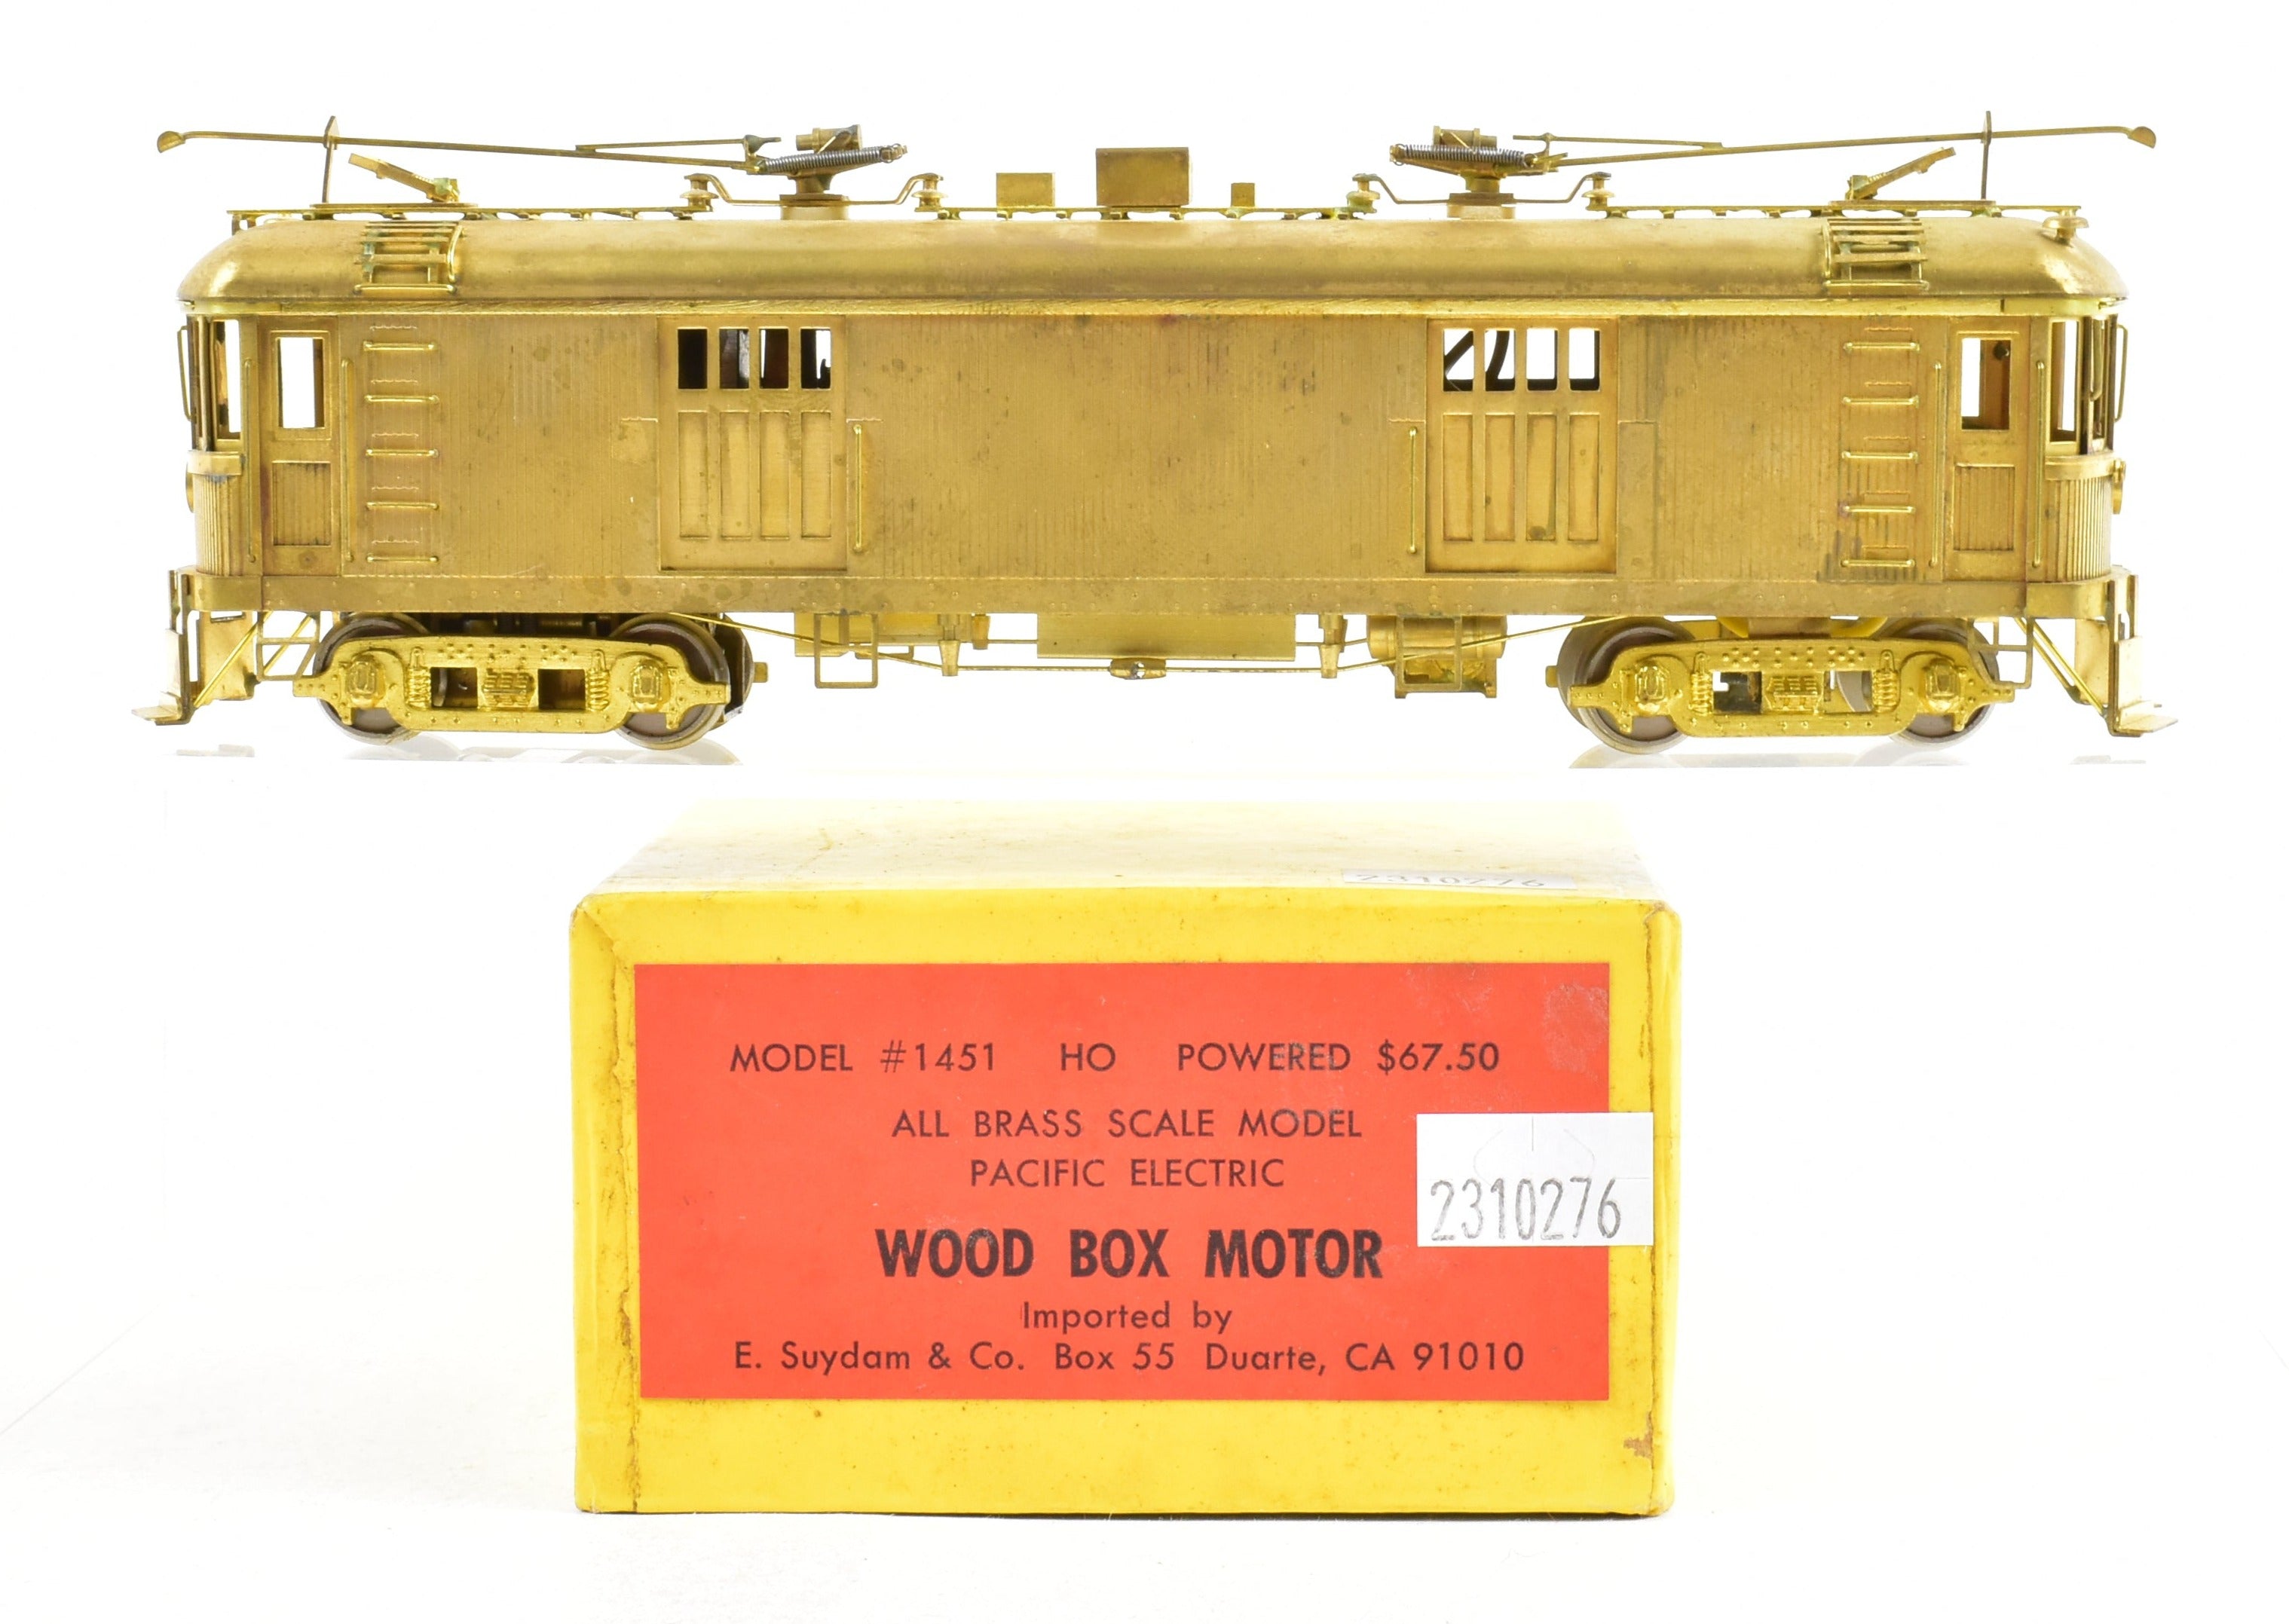 2310276
MODEL #1451 HO POWERED $67.50
ALL BRASS SCALE MODEL
PACIFIC ELECTRIC
2310276
WOOD BOX MOTOR
Imported by
E. Suydam & Co. Box 55 Duarte, CA 91010